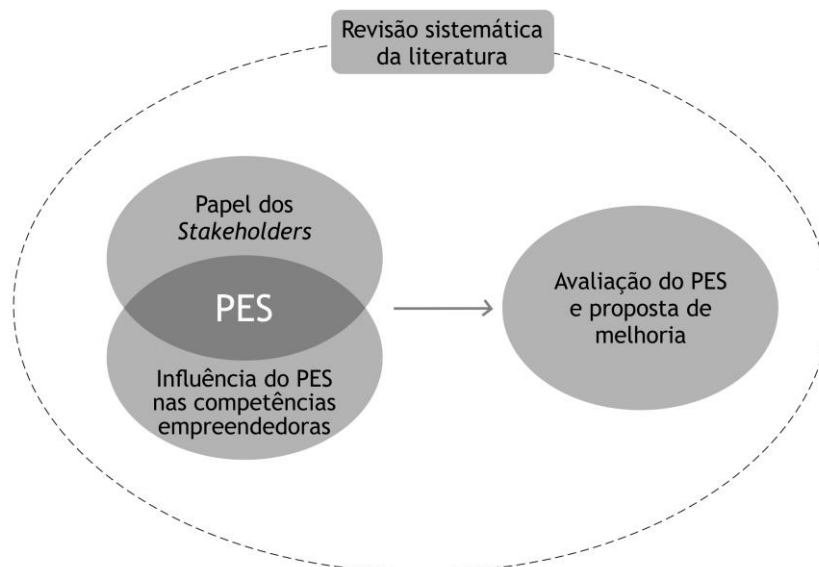 Revisão sistemática
da literatura
Papel dos
Stakeholders
PES
Influência do PES
nas competências
empreendedoras
Avaliação do PES
e proposta de
melhoria